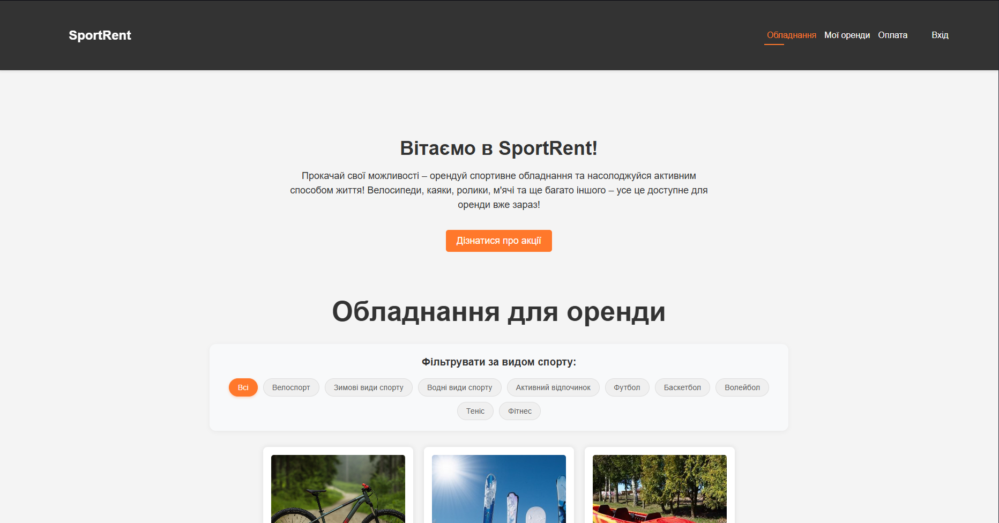 SportRent
Обладнання Мої оренди Оплата Вхід
Вітаємо в SportRent!
Прокачай свої можливості – орендуй спортивне обладнання та насолоджуйся активним
способом життя! Велосипеди, каяки, ролики, м'ячі та ще багато іншого – усе це доступне для
оренди вже зараз!
Дізнатися про акції
Обладнання для оренди
Фільтрувати за видом спорту:
Всі Велоспорт Зимові види спорту Водні види спорту Активний відпочинок Футбол Баскетбол Волейбол
Теніс Фітнес